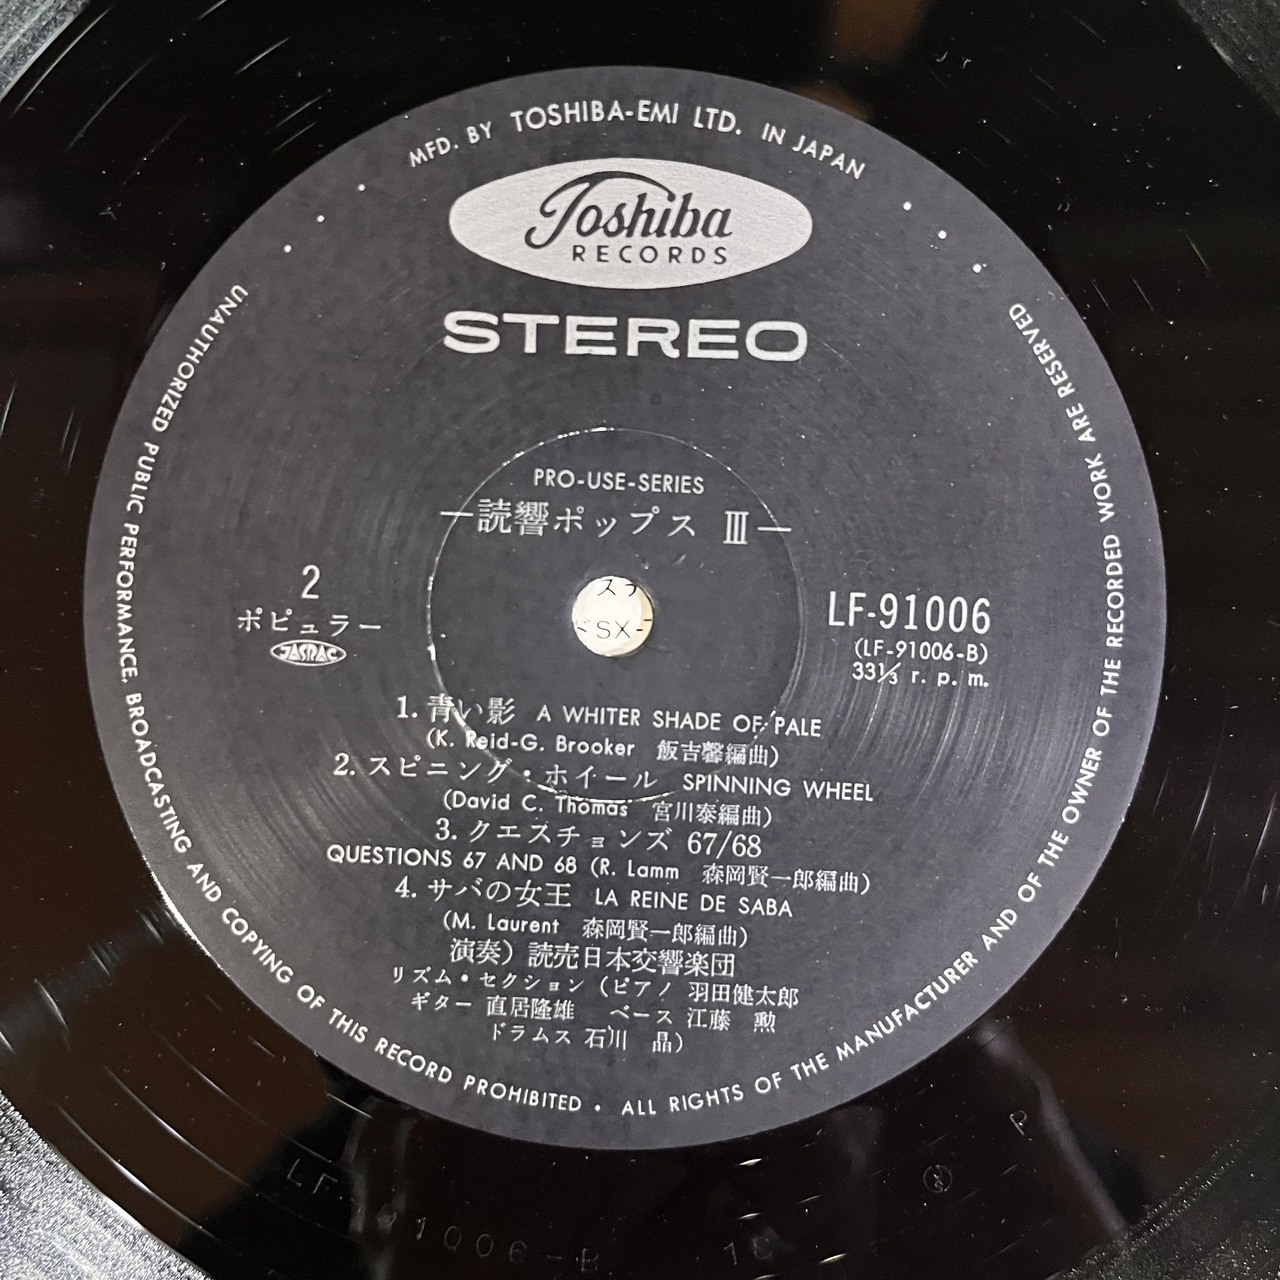 MFD. BY TOSHIBA-EMI LTD. IN JAPAN
Toshiba
RECORDS
STEREO
PRO-USE-SERIES
—読響ポップス Ⅲ—
2
ポピュラー
JASRAC
LF-91006
(LF-91006-B)
33⅓ r. p. m.
スラ
SX-
1. 青い影 A WHITER SHADE OF PALE
(K. Reid-G. Brooker 飯吉馨編曲)
2. スピニング・ホイール SPINNING WHEEL
(David C. Thomas 宮川泰編曲)
3. クエスチョンズ 67/68
QUESTIONS 67 AND 68 (R. Lamm 森岡賢一郎編曲)
4. サバの女王 LA REINE DE SABA
(M. Laurent 森岡賢一郎編曲)
演奏）読売日本交響楽団
リズム・セクション（ピアノ 羽田健太郎
ギター 直居隆雄 ベース 江藤 勲
ドラムス 石川 晶）
UNAUTHORIZED PUBLIC PERFORMANCE, BROADCASTING AND COPYING OF THIS RECORD PROHIBITED • ALL RIGHTS OF THE MANUFACTURER AND OF THE OWNER OF THE RECORDED WORK ARE RESERVED
LF-91006-B
P